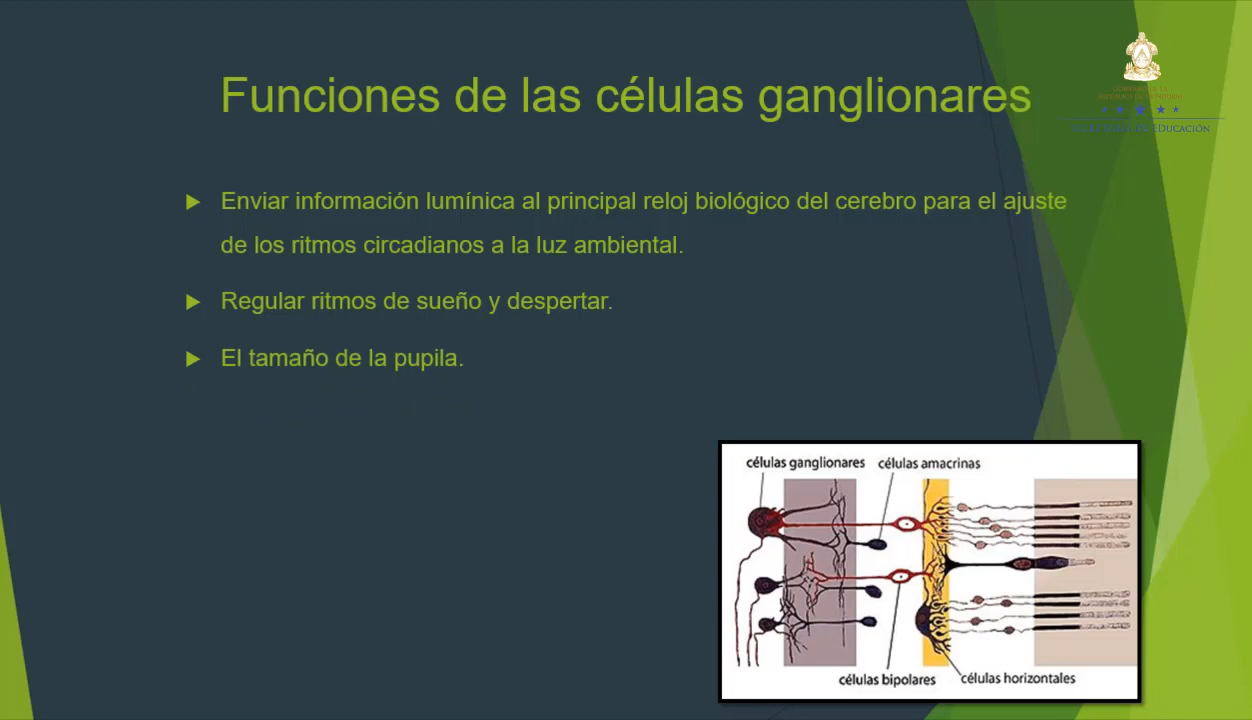 Funciones de las células ganglionares
Enviar información lumínica al principal reloj biológico del cerebro para el ajuste
de los ritmos circadianos a la luz ambiental.
Regular ritmos de sueño y despertar.
El tamaño de la pupila.
células ganglionares células amacrinas
células bipolares células horizontales
DE EDUCACIÓN